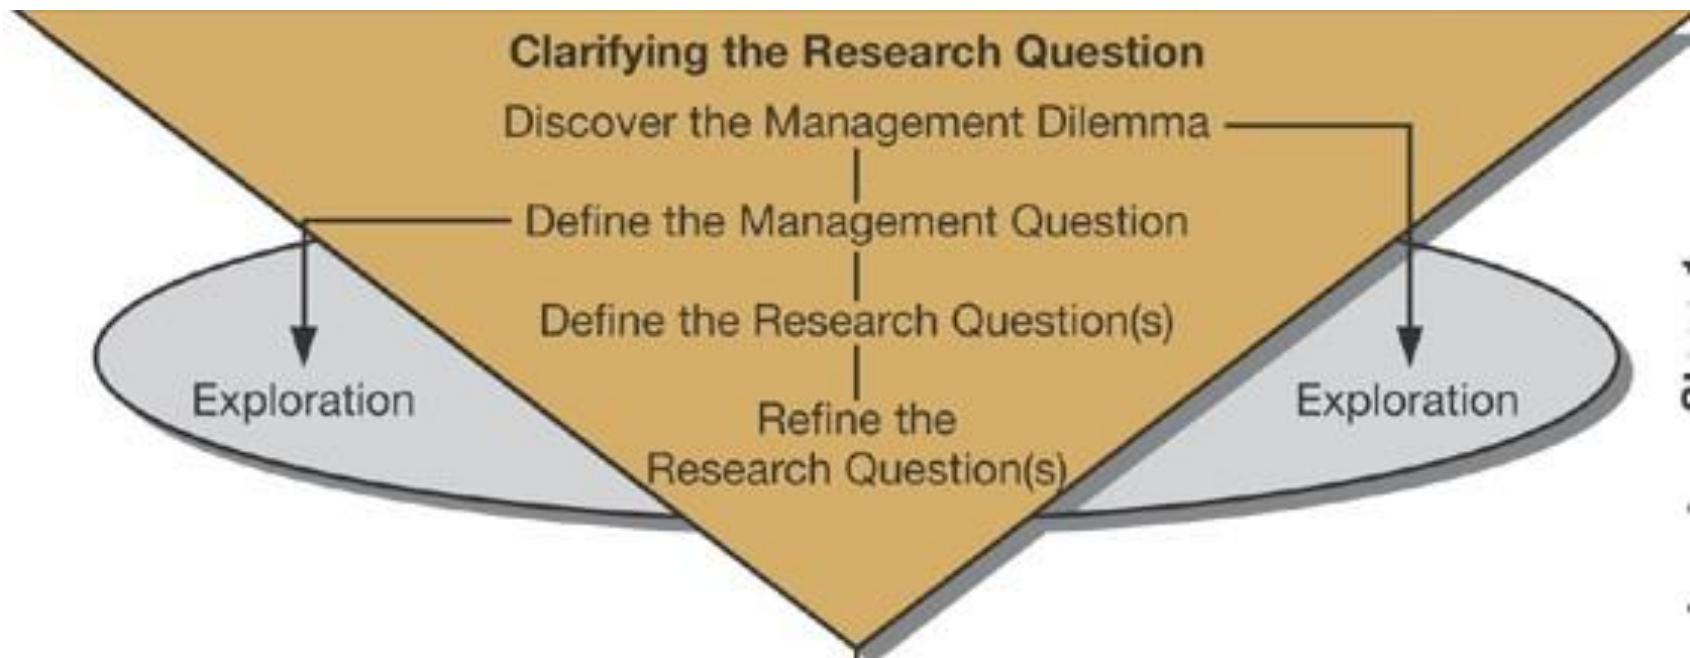 Clarifying the Research Question
Discover the Management Dilemma
Define the Management Question
Define the Research Question(s)
Exploration
Refine the
Research Question(s)
Exploration